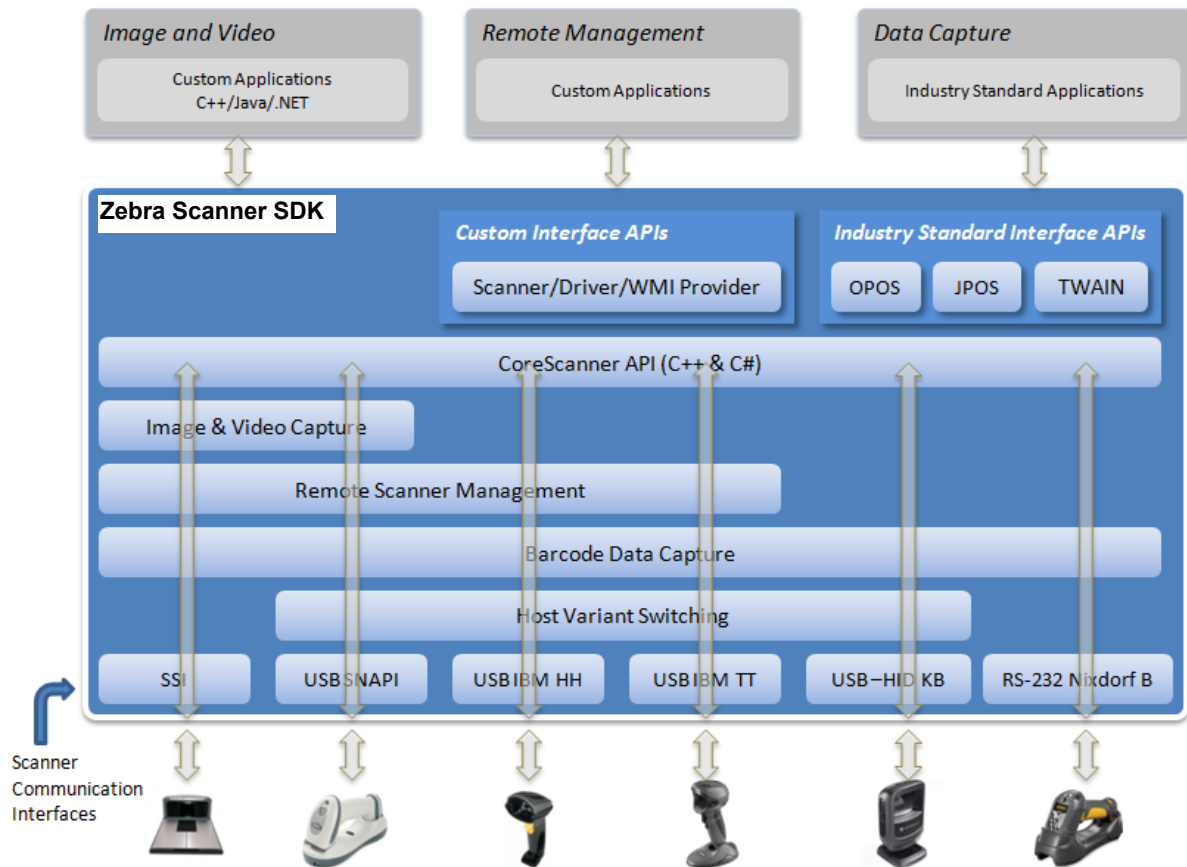 Image and Video
Custom Applications
C++/Java/.NET
Remote Management
Custom Applications
Data Capture
Industry Standard Applications
Zebra Scanner SDK
Custom Interface APIs
Scanner/Driver/WMI Provider
Industry Standard Interface APIs
OPOS
JPOS
TWAIN
CoreScanner API (C++ & C#)
Image & Video Capture
Remote Scanner Management
Barcode Data Capture
Host Variant Switching
SSI
USB SNAPI
USB IBM HH
USB IBM TT
USB–HID KB
RS-232 Nixdorf B
Scanner
Communication
Interfaces